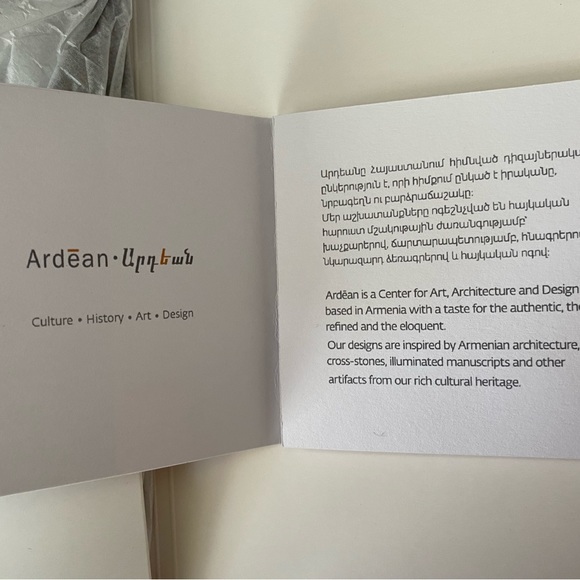 Ardēan · Արդեան
Culture • History • Art • Design
Արդեանը Հայաստանում հիմնված դիզայներակ
ընկերություն է, որի հիմքում ընկած է իրականը,
նրբագեղն ու բարձրաճաշակը։
Մեր աշխատանքները ոգեշնչված են հայկական
հարուստ մշակութային ժառանգությամբ՝
խաչքարերով, ճարտարապետությամբ, հնագրերո
նկարազարդ ձեռագրերով և հայկական ոգով։
Ardēan is a Center for Art, Architecture and Design
based in Armenia with a taste for the authentic, the
refined and the eloquent.
Our designs are inspired by Armenian architecture,
cross-stones, illuminated manuscripts and other
artifacts from our rich cultural heritage.